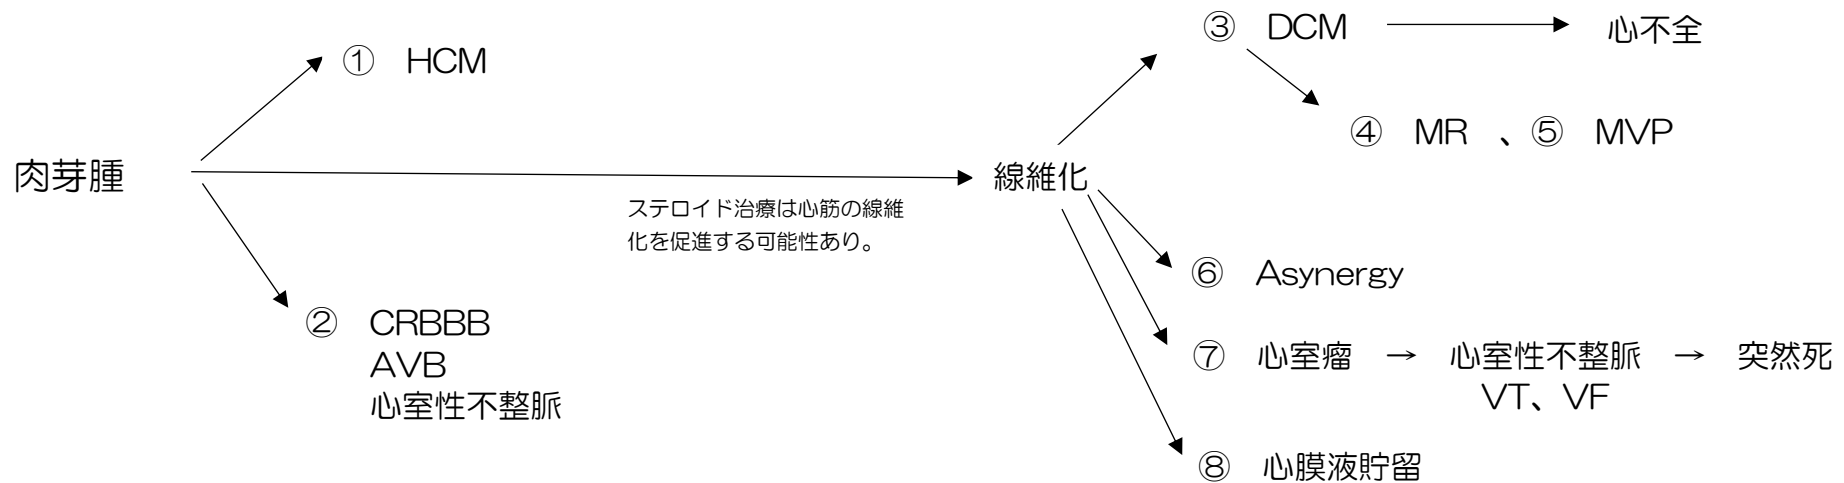 ③ DCM 心不全
① HCM
④ MR 、⑤ MVP
肉芽腫
線維化
ステロイド治療は心筋の線維
化を促進する可能性あり。
⑥ Asynergy
② CRBBB
AVB
心室性不整脈
⑦ 心室瘤 → 心室性不整脈 → 突然死
VT、VF
⑧ 心膜液貯留